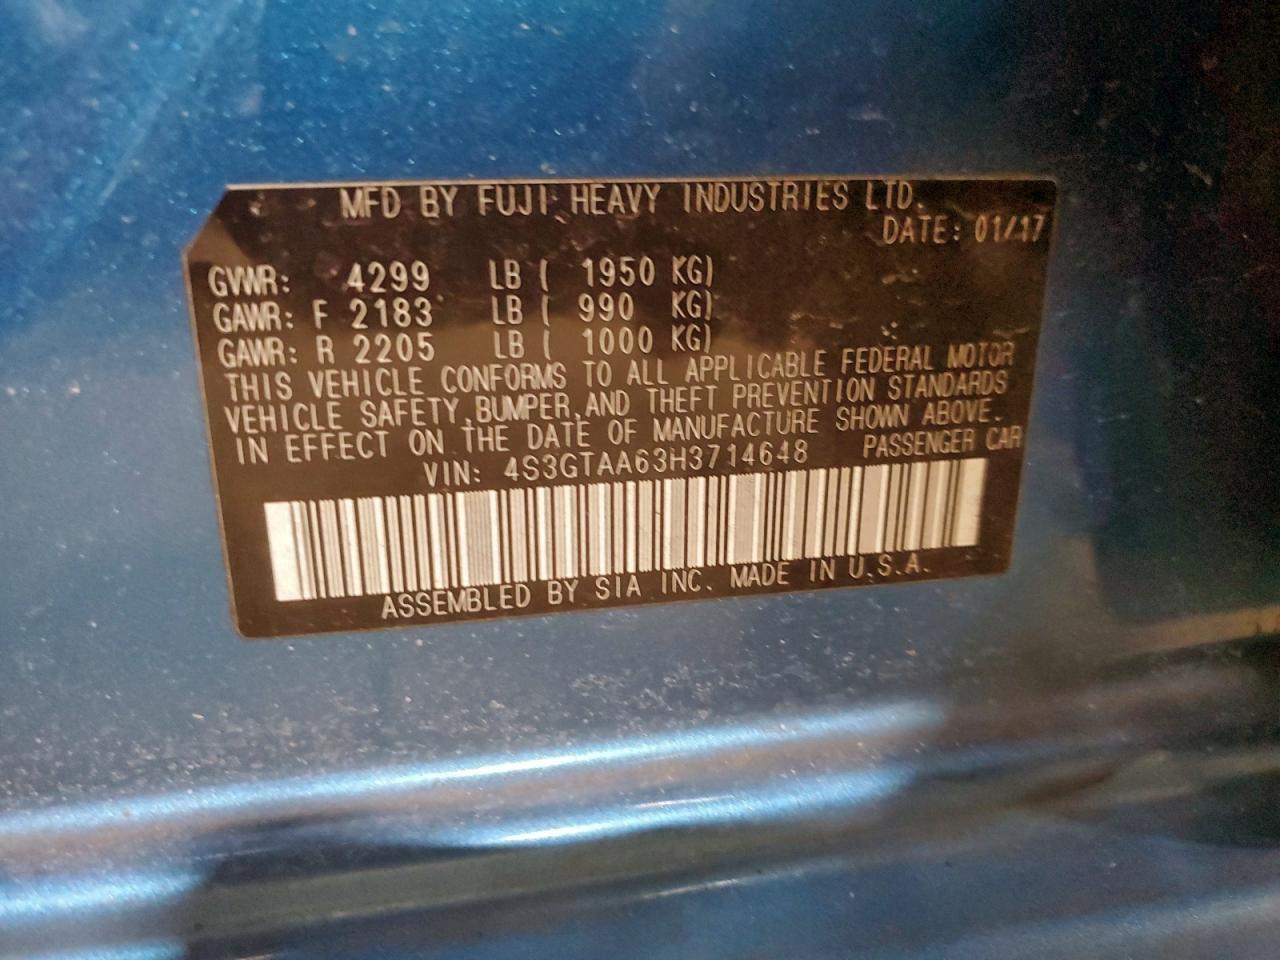 MFD BY FUJI HEAVY INDUSTRIES LTD.
DATE: 01/17
GVWR: 4299 LB ( 1950 KG)
GAWR: F 2183 LB ( 990 KG)
GAWR: R 2205 LB ( 1000 KG)
THIS VEHICLE CONFORMS TO ALL APPLICABLE FEDERAL MOTOR
VEHICLE SAFETY,BUMPER,AND THEFT PREVENTION STANDARDS
IN EFFECT ON THE DATE OF MANUFACTURE SHOWN ABOVE.
VIN: 4S3GTAA63H3714648 PASSENGER CAR
ASSEMBLED BY SIA INC. MADE IN U.S.A.